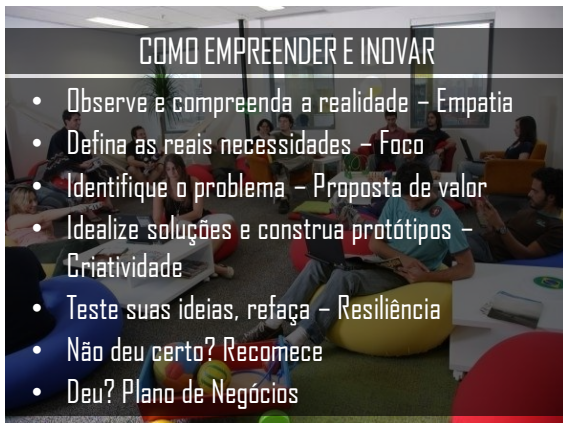 COMO EMPREENDER E INOVAR
• Observe e compreenda a realidade – Empatia
• Defina as reais necessidades – Foco
• Identifique o problema – Proposta de valor
• Idealize soluções e construa protótipos –
Criatividade
• Teste suas ideias, refaça – Resiliência
• Não deu certo? Recomece
• Deu? Plano de Negócios